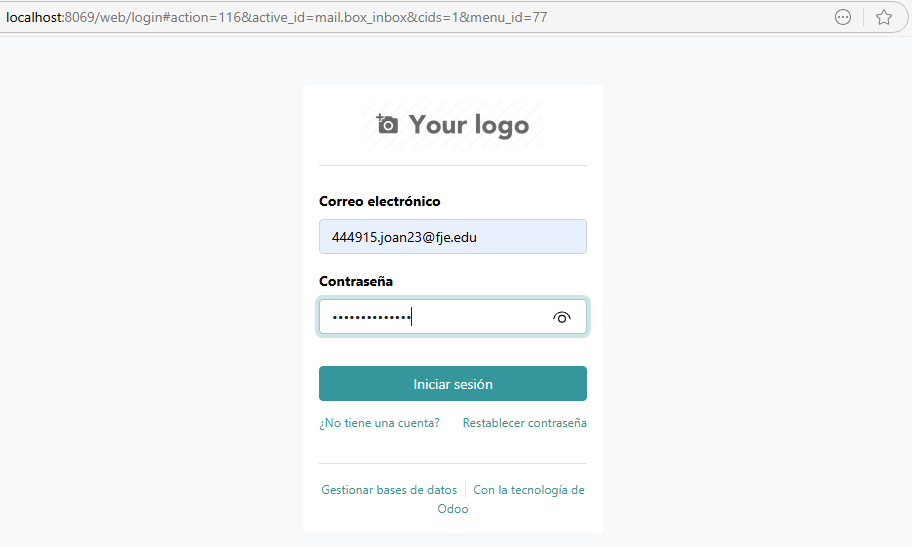 localhost:8069/web/login#action=116&active_id=mail.box_inbox&cids=1&menu_id=77
Your logo
Correo electrónico
444915.joan23@fje.edu
Contraseña
••••••••••••••
Iniciar sesión
¿No tiene una cuenta? Restablecer contraseña
Gestionar bases de datos Con la tecnología de
Odoo